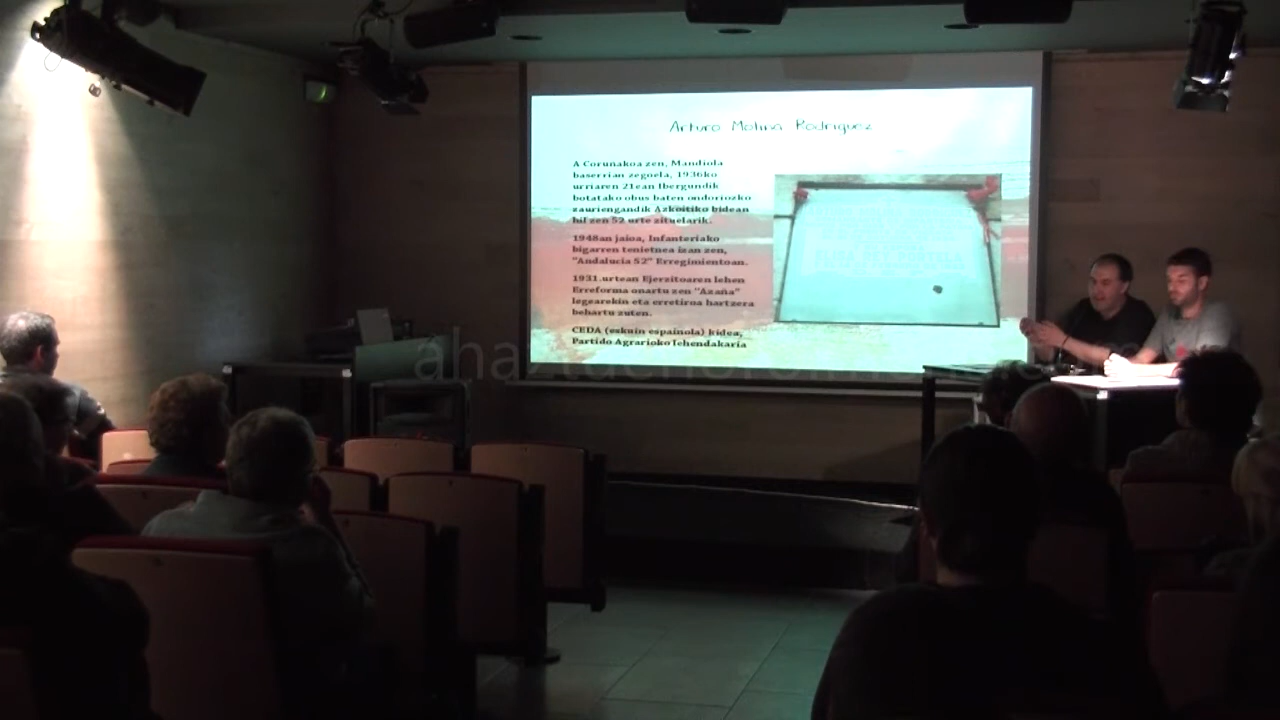 Arturo Molina Rodriguez
A Coruñakoa zen, Mandiola
baserrian zegoela, 1936ko
urriaren 21ean Ibergundik
botatako obus baten ondoriozko
zauriengandik Azkoitiko bidean
hil zen 52 urte zituelarik.
1948an jaioa, Infanteriako
bigarren tenietnea izan zen,
"Andalucia 52" Erregimientoan.
1931.urtean Ejerzitoaren lehen
Erreforma onartu zen "Azaña"
legearekin eta erretiroa hartzera
behartu zuten.
CEDA (eskuin espainola) kidea,
Partido Agrarioko lehendakaria